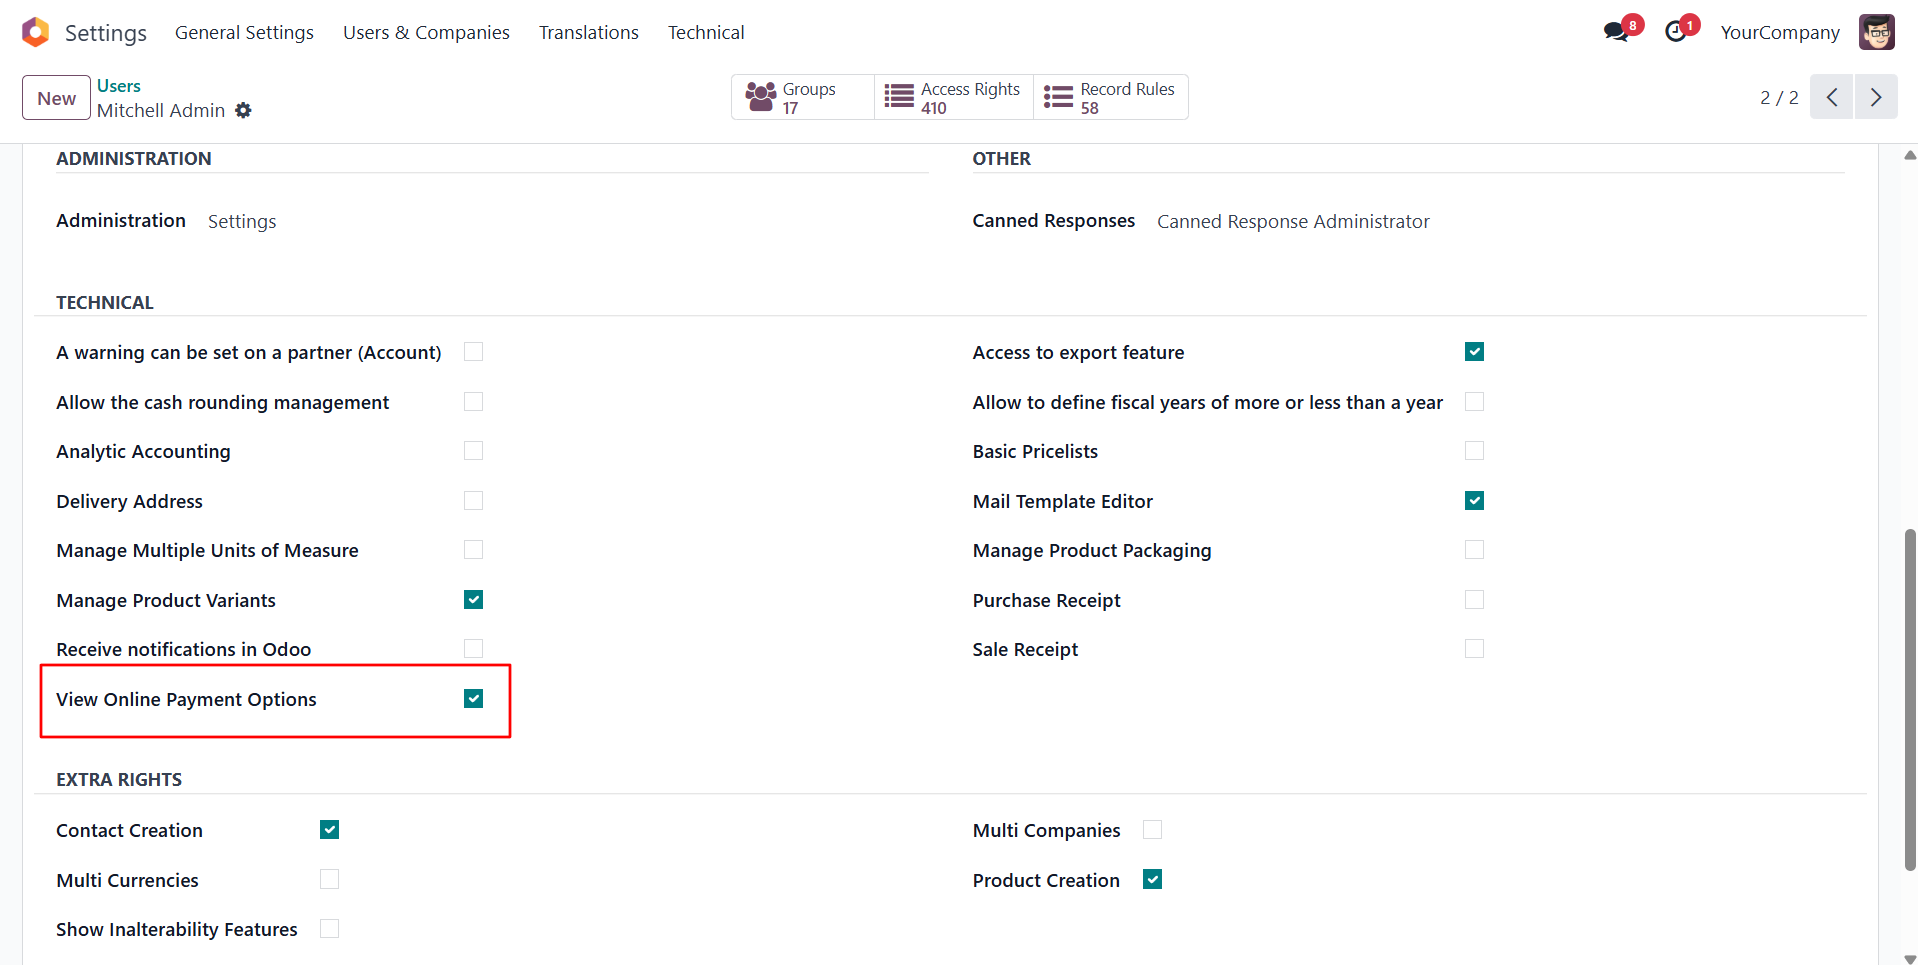 Settings General Settings Users & Companies Translations Technical 8 1 YourCompany
New Users Groups 17 Access Rights 410 Record Rules 58 2 / 2
Mitchell Admin
ADMINISTRATION OTHER
Administration Settings Canned Responses Canned Response Administrator
TECHNICAL
A warning can be set on a partner (Account) Access to export feature
Allow the cash rounding management Allow to define fiscal years of more or less than a year
Analytic Accounting Basic Pricelists
Delivery Address Mail Template Editor
Manage Multiple Units of Measure Manage Product Packaging
Manage Product Variants Purchase Receipt
Receive notifications in Odoo Sale Receipt
View Online Payment Options
EXTRA RIGHTS
Contact Creation Multi Companies
Multi Currencies Product Creation
Show Inalterability Features